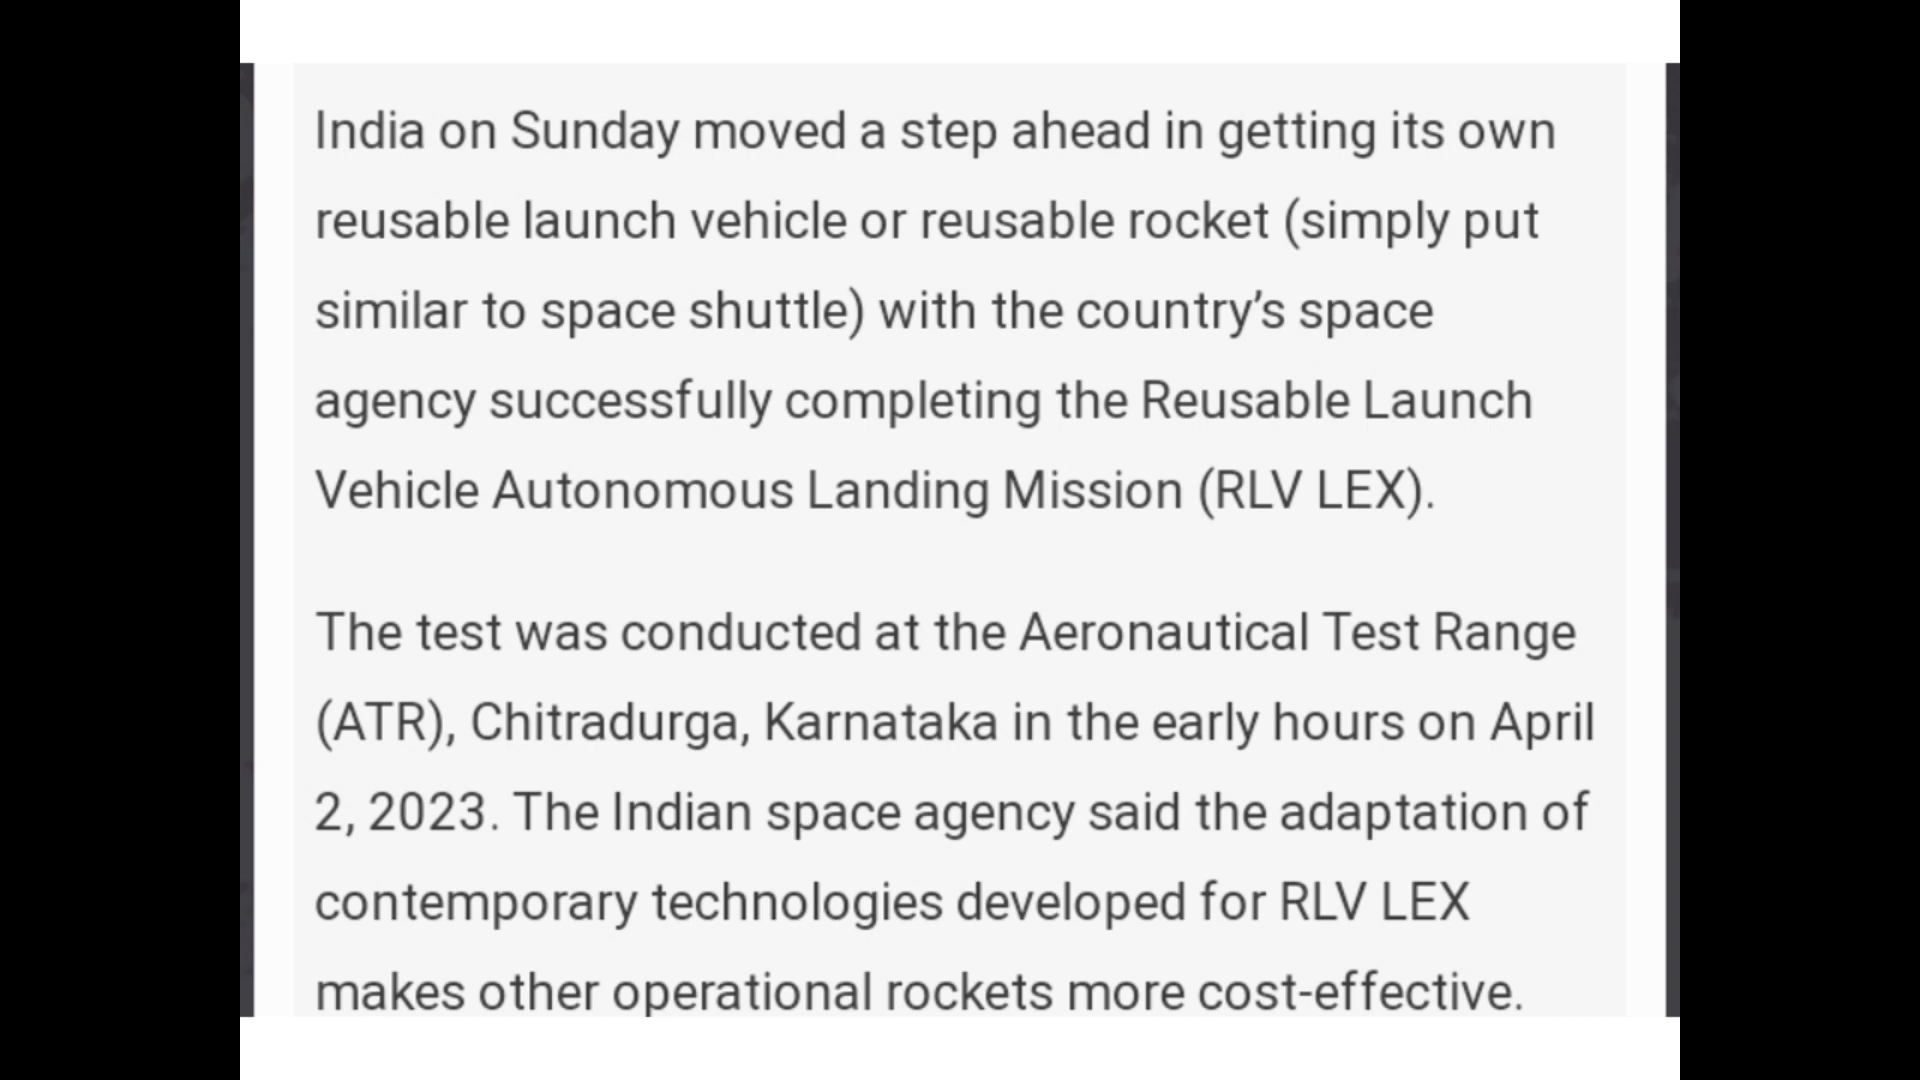 India on Sunday moved a step ahead in getting its own
reusable launch vehicle or reusable rocket (simply put
similar to space shuttle) with the country’s space
agency successfully completing the Reusable Launch
Vehicle Autonomous Landing Mission (RLV LEX).
The test was conducted at the Aeronautical Test Range
(ATR), Chitradurga, Karnataka in the early hours on April
2, 2023. The Indian space agency said the adaptation of
contemporary technologies developed for RLV LEX
makes other operational rockets more cost-effective.